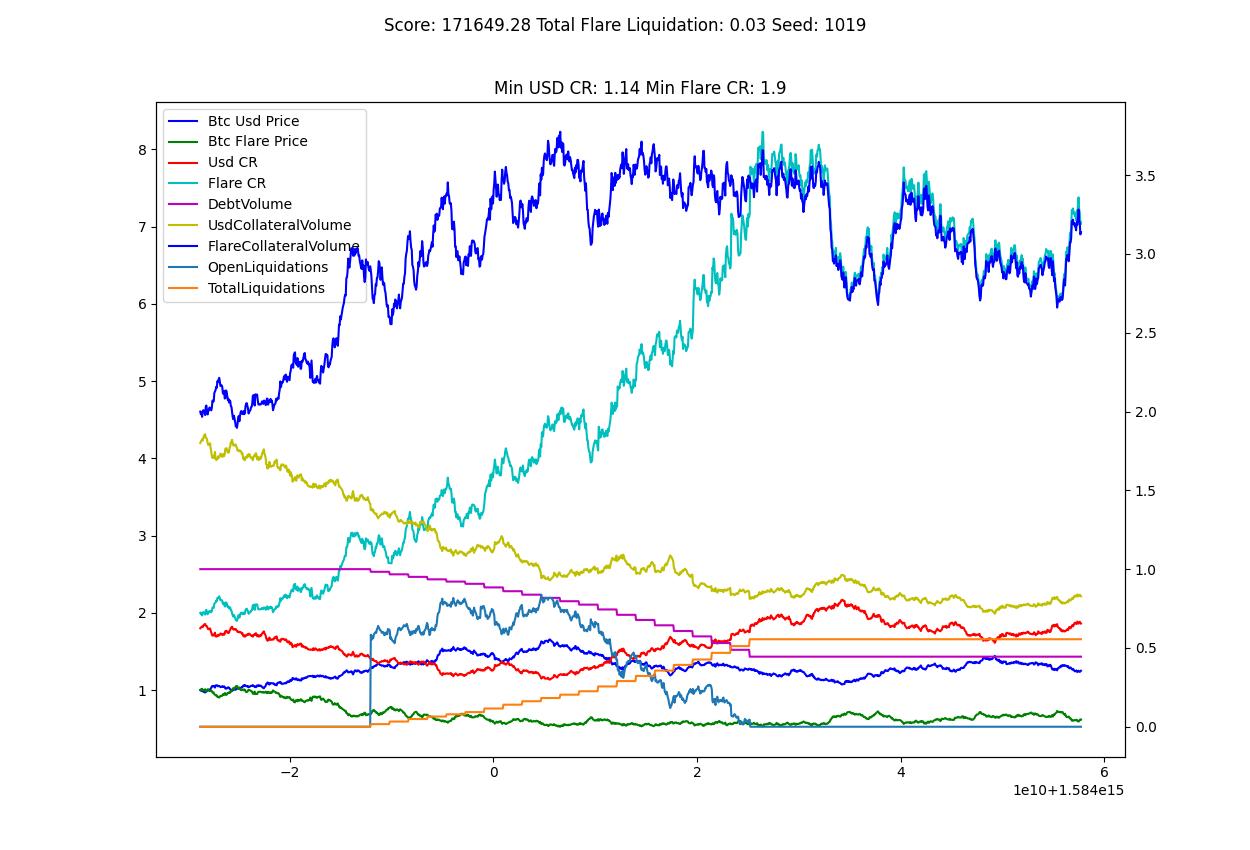 Score: 171649.28 Total Flare Liquidation: 0.03 Seed: 1019
Min USD CR: 1.14 Min Flare CR: 1.9
Btc Usd Price
Btc Flare Price
Usd CR
Flare CR
DebtVolume
UsdCollateralVolume
FlareCollateralVolume
OpenLiquidations
TotalLiquidations
8
7
6
5
4
3
2
1
3.5
3.0
2.5
2.0
1.5
1.0
0.5
0.0
−2
0
2
4
6
1e10+1.584e15